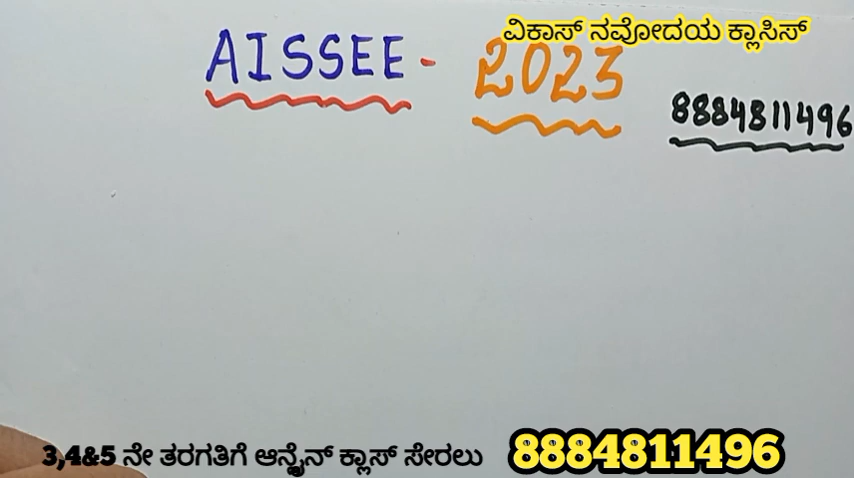 ವಿಕಾಸ್ ನವೋದಯ ಕ್ಲಾಸಿಸ್
AISSEE - 2023
8884811496
3,4&5 ನೇ ತರಗತಿಗೆ ಆನ್ಲೈನ್ ಕ್ಲಾಸ್ ಸೇರಲು 8884811496